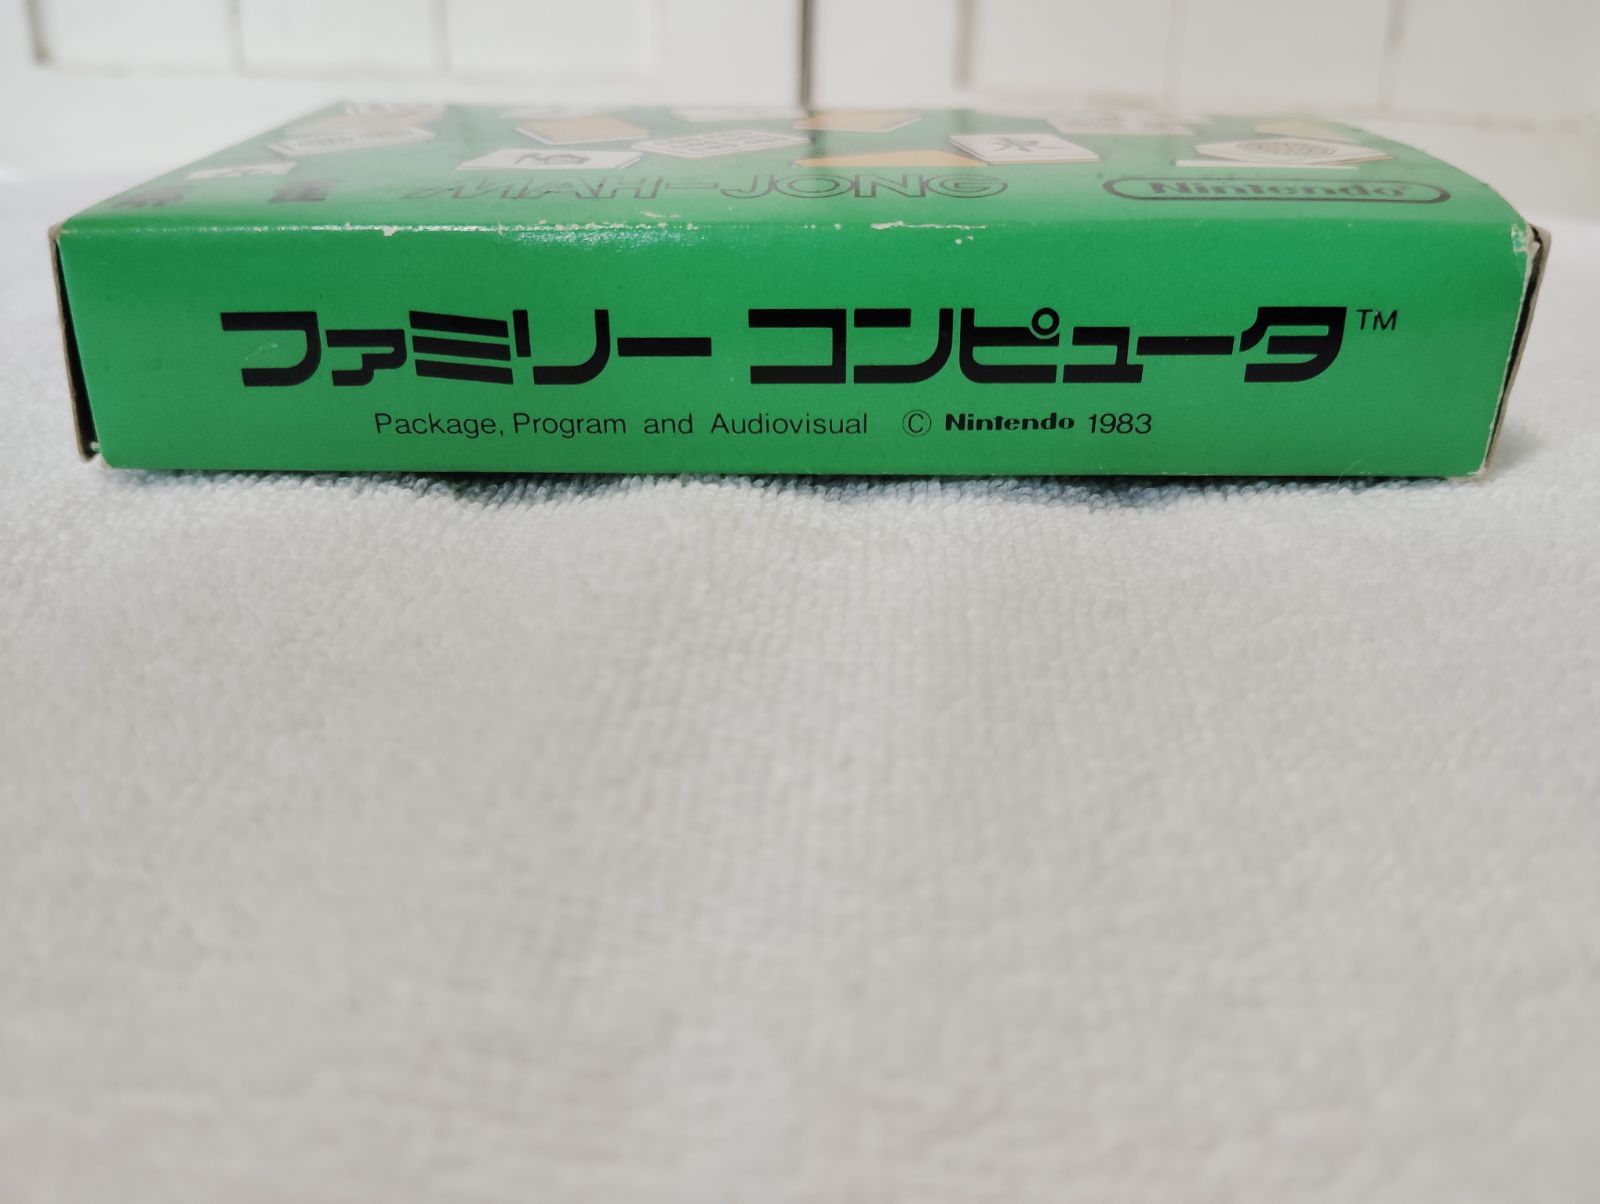 MAH-JONG Nintendo®
ファミリー コンピュータ™
Package, Program and Audiovisual © Nintendo 1983